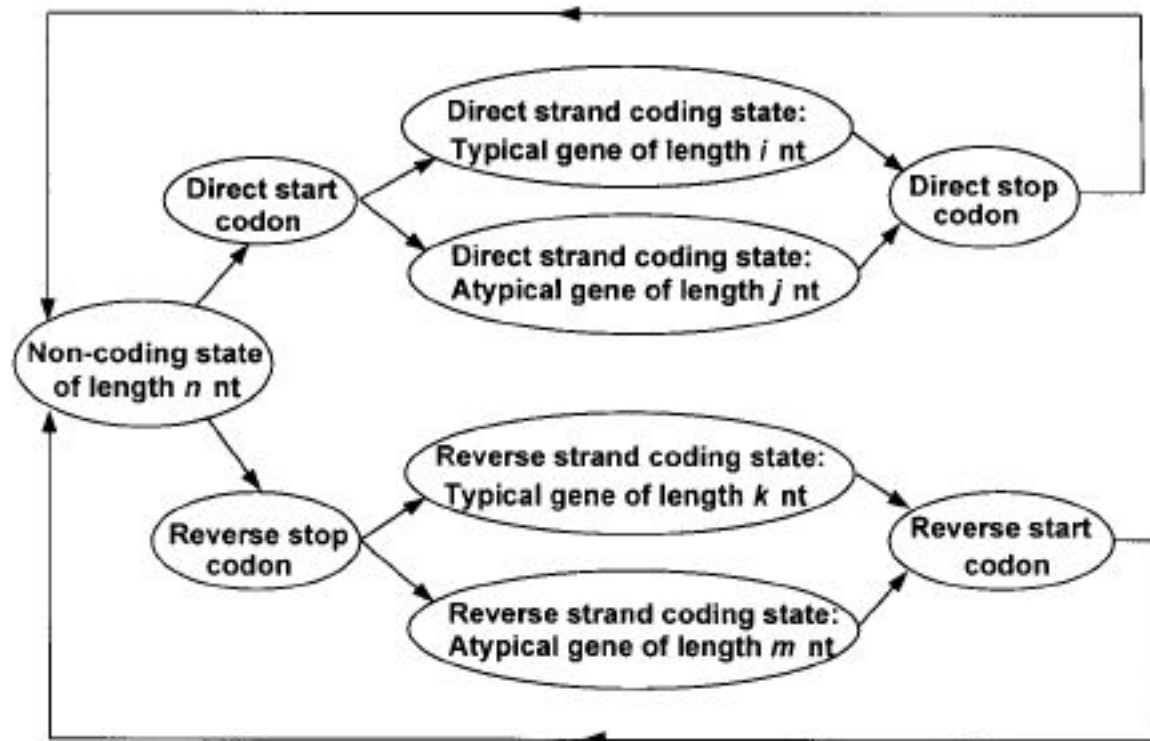 Direct strand coding state:
Typical gene of length i nt
Direct start
codon
Direct stop
codon
Direct strand coding state:
Atypical gene of length j nt
Non-coding state
of length n nt
Reverse strand coding state:
Typical gene of length k nt
Reverse stop
codon
Reverse start
codon
Reverse strand coding state:
Atypical gene of length m nt